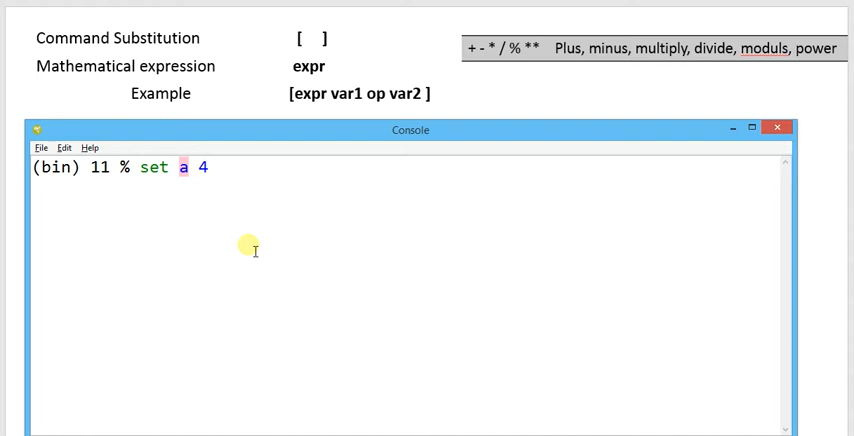 Command Substitution [ ]
+ - * / % ** Plus, minus, multiply, divide, moduls, power
Mathematical expression expr
Example [expr var1 op var2 ]
Console
File Edit Help
(bin) 11 % set a 4